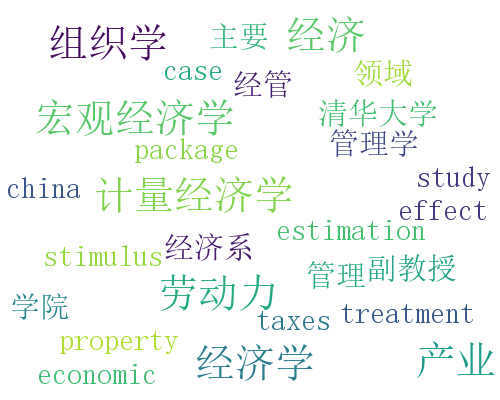 组织学
主要
经济
case
经管
领域
宏观经济学
清华大学
package
管理学
china
计量经济学
study
effect
stimulus
经济系
estimation
劳动力
管理
副教授
学院
taxes
treatment
property
经济学
产业
economic